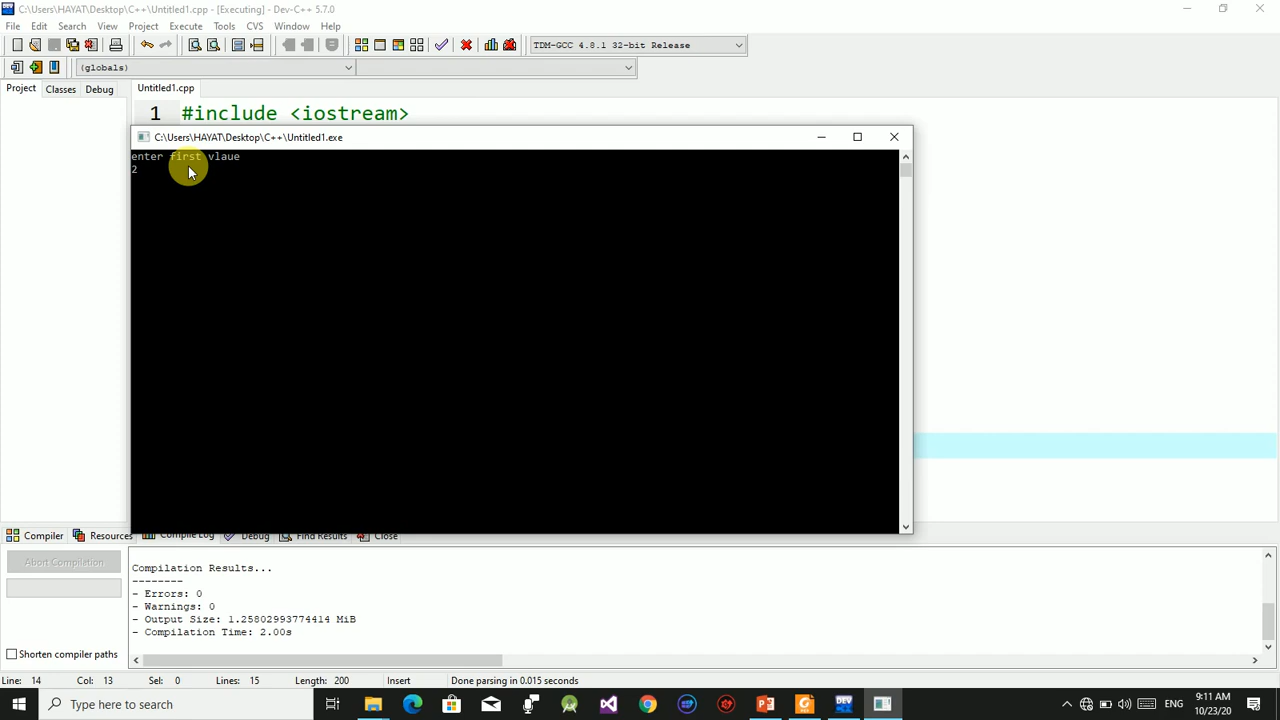 C:\Users\HAYAT\Desktop\C++\Untitled1.cpp - [Executing] - Dev-C++ 5.7.0
File Edit Search View Project Execute Tools CVS Window Help
TDM-GCC 4.8.1 32-bit Release
(globals)
Project Classes Debug Untitled1.cpp
1 #include <iostream>
C:\Users\HAYAT\Desktop\C++\Untitled1.exe
enter first vlaue
2
Compiler Resources Compile Log Debug Find Results Close
Abort Compilation
Compilation Results...
--------
- Errors: 0
- Warnings: 0
- Output Size: 1.25802993774414 MiB
- Compilation Time: 2.00s
Shorten compiler paths
Line: 14 Col: 13 Sel: 0 Lines: 15 Length: 200 Insert Done parsing in 0.015 seconds
Type here to search
ENG
9:11 AM
10/23/20